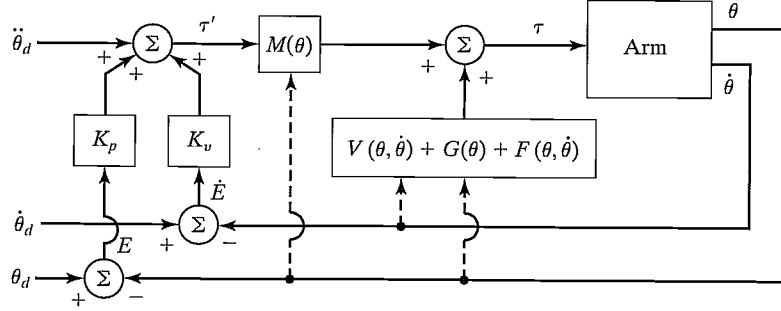 θ̈_d + Σ τ′ M(θ) + Σ τ Arm θ
+ + + θ̇
K_p K_v V(θ, θ̇) + G(θ) + F(θ, θ̇)
Ė
θ̇_d + Σ −
E
θ_d + Σ −